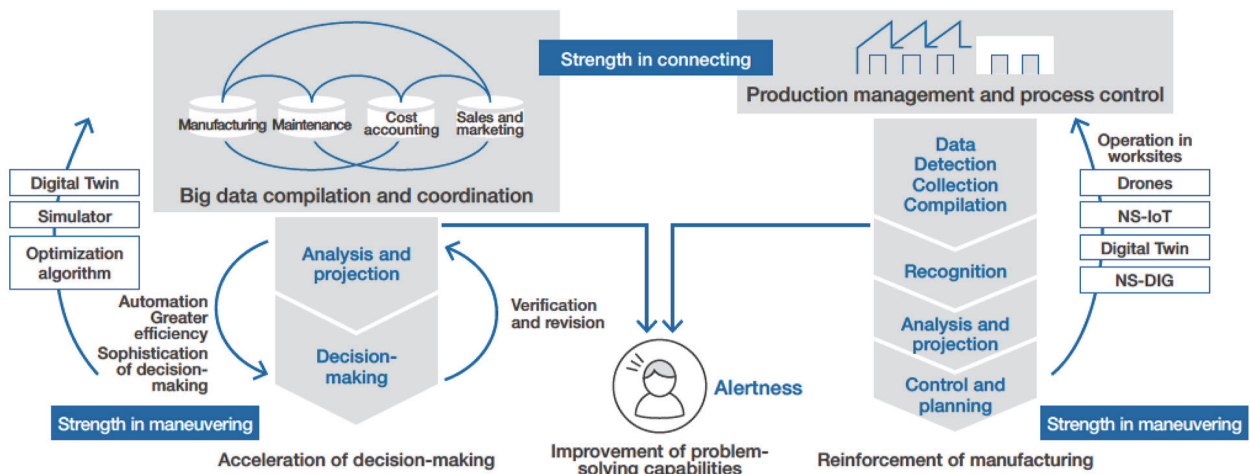 Strength in connecting
Manufacturing
Maintenance
Cost
accounting
Sales and
marketing
Big data compilation and coordination
Production management and process control
Digital Twin
Simulator
Optimization
algorithm
Automation
Greater
efficiency
Sophistication
of decision-
making
Analysis and
projection
Decision-
making
Verification
and revision
Strength in maneuvering
Acceleration of decision-making
Alertness
Improvement of problem-
solving capabilities
Data
Detection
Collection
Compilation
Recognition
Analysis and
projection
Control and
planning
Operation in
worksites
Drones
NS-IoT
Digital Twin
NS-DIG
Strength in maneuvering
Reinforcement of manufacturing